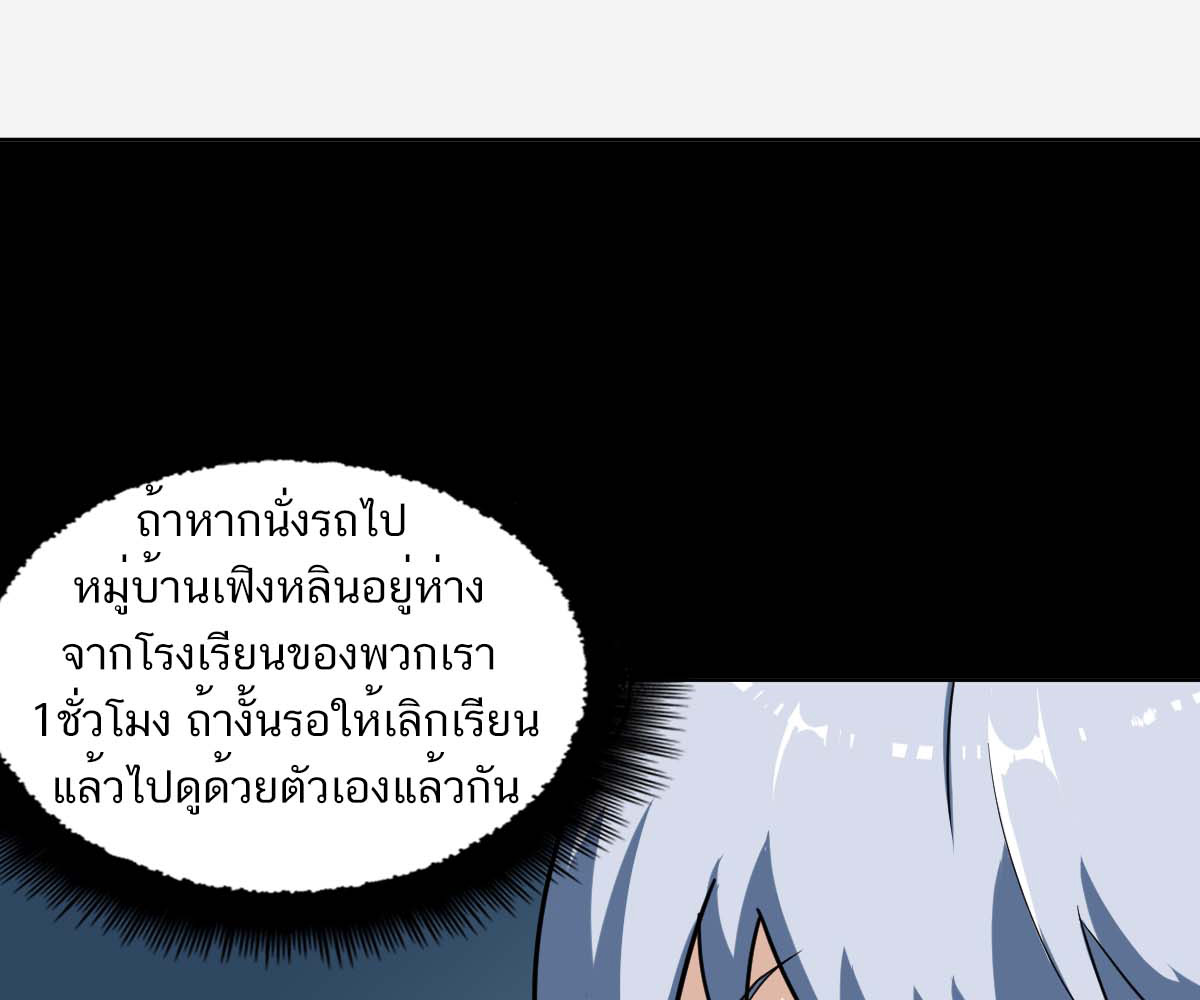 ถ้าหากนั่งรถไป
หมู่บ้านเฟิงหลินอยู่ห่าง
จากโรงเรียนของพวกเรา
1ชั่วโมง ถ้างั้นรอให้เลิกเรียน
แล้วไปดูด้วยตัวเองแล้วกัน